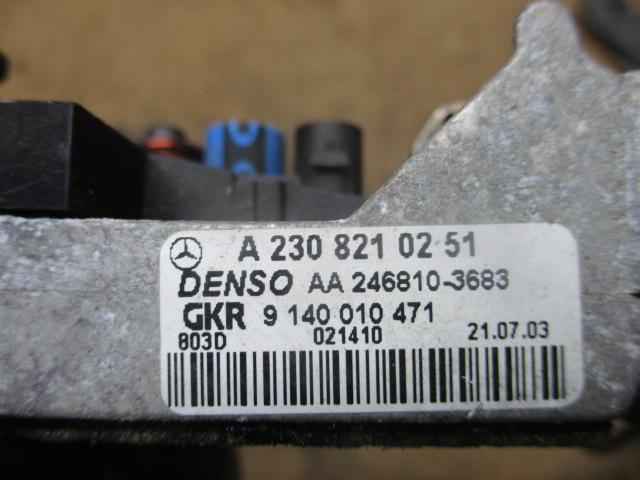 A 230 821 02 51
DENSO AA 246810-3683
GKR 9 140 010 471
803D 021410 21.07.03